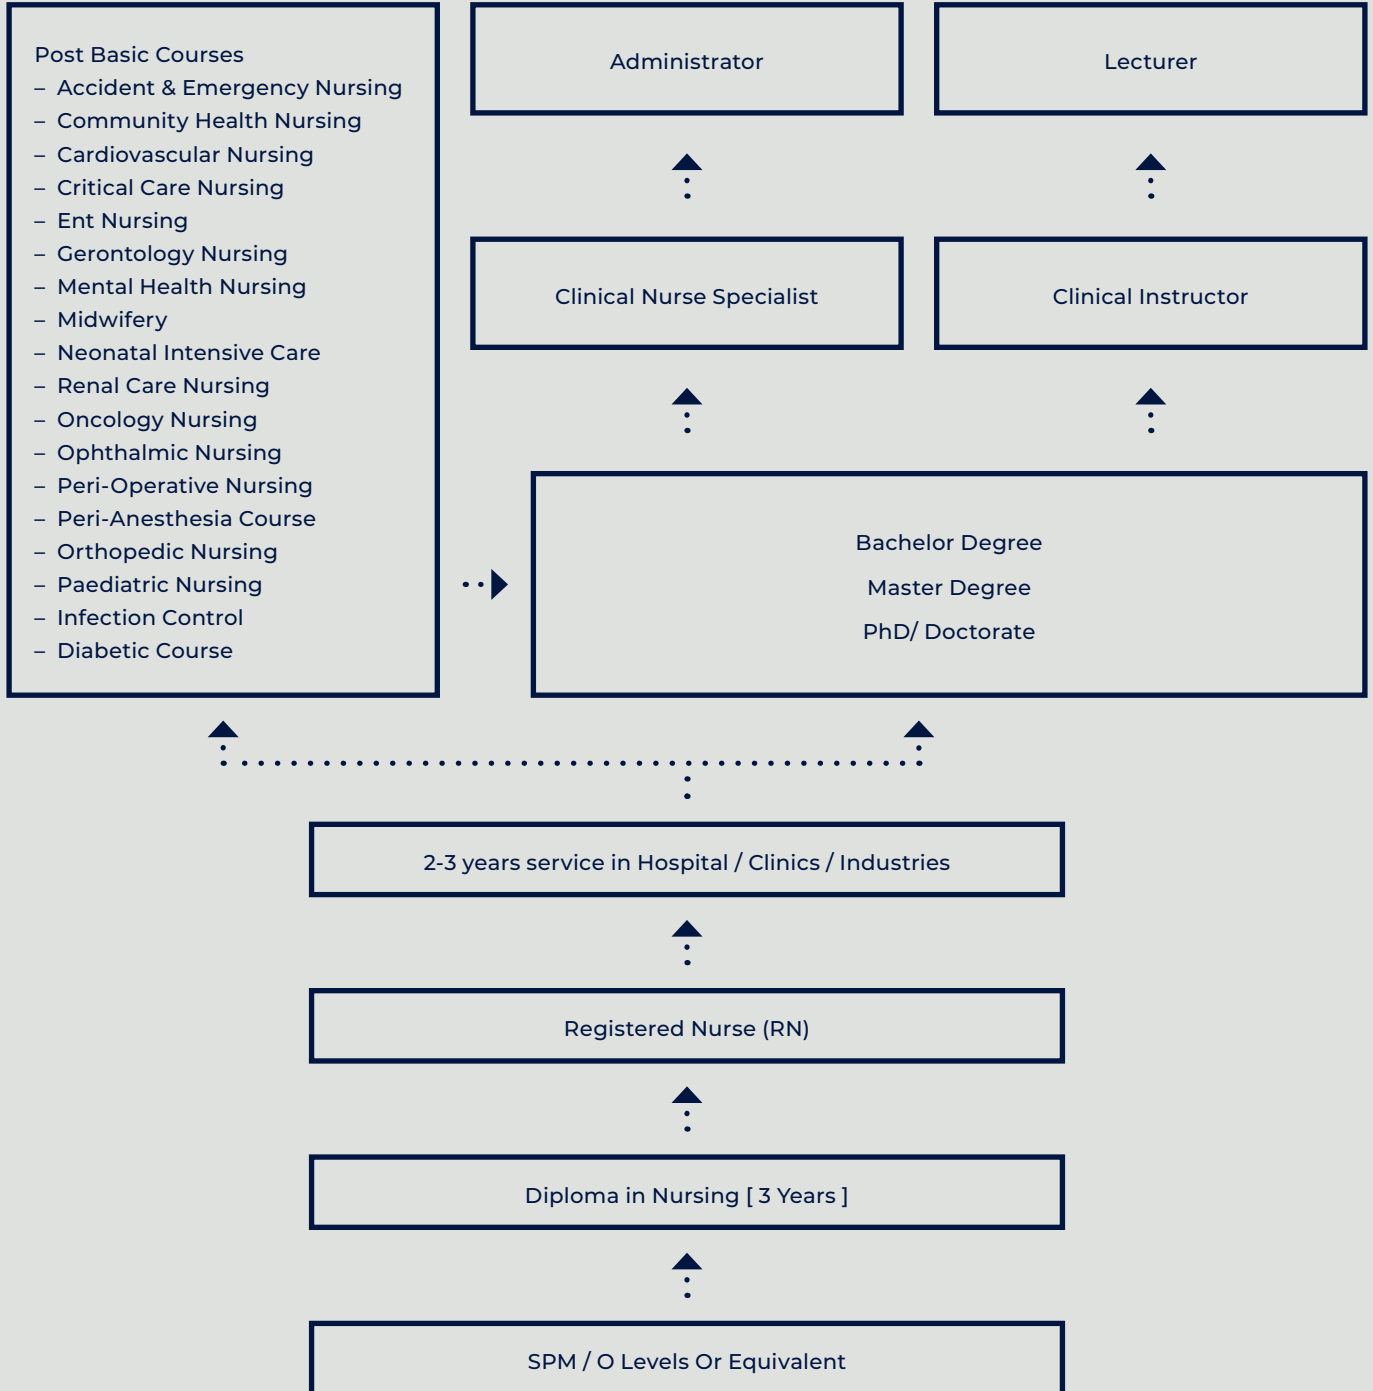 Post Basic Courses
– Accident & Emergency Nursing
– Community Health Nursing
– Cardiovascular Nursing
– Critical Care Nursing
– Ent Nursing
– Gerontology Nursing
– Mental Health Nursing
– Midwifery
– Neonatal Intensive Care
– Renal Care Nursing
– Oncology Nursing
– Ophthalmic Nursing
– Peri-Operative Nursing
– Peri-Anesthesia Course
– Orthopedic Nursing
– Paediatric Nursing
– Infection Control
– Diabetic Course
Administrator
Lecturer
Clinical Nurse Specialist
Clinical Instructor
Bachelor Degree
Master Degree
PhD/ Doctorate
2-3 years service in Hospital / Clinics / Industries
Registered Nurse (RN)
Diploma in Nursing [ 3 Years ]
SPM / O Levels Or Equivalent